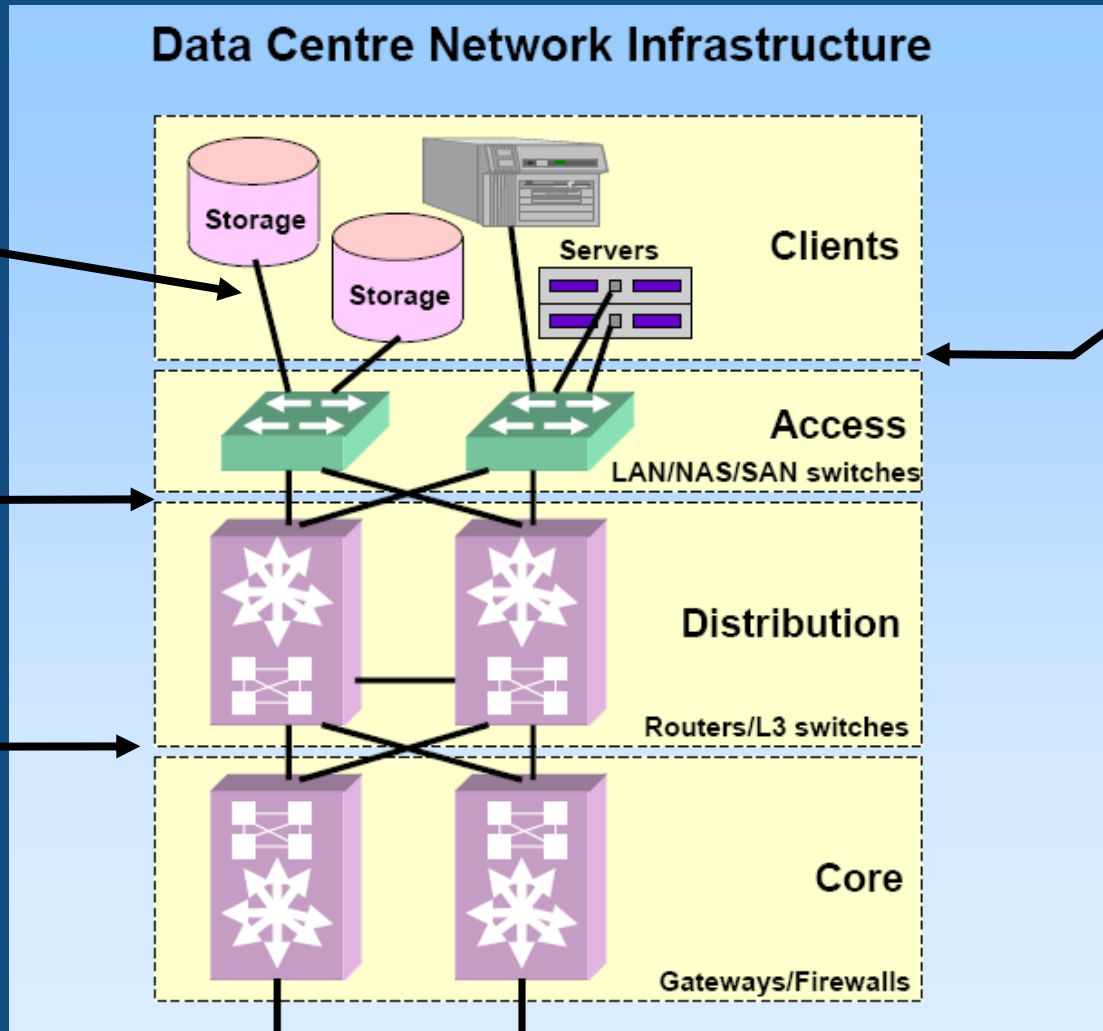 Data Centre Network Infrastructure
Storage
Storage
Servers
Clients
Access
LAN/NAS/SAN switches
Distribution
Routers/L3 switches
Core
Gateways/Firewalls